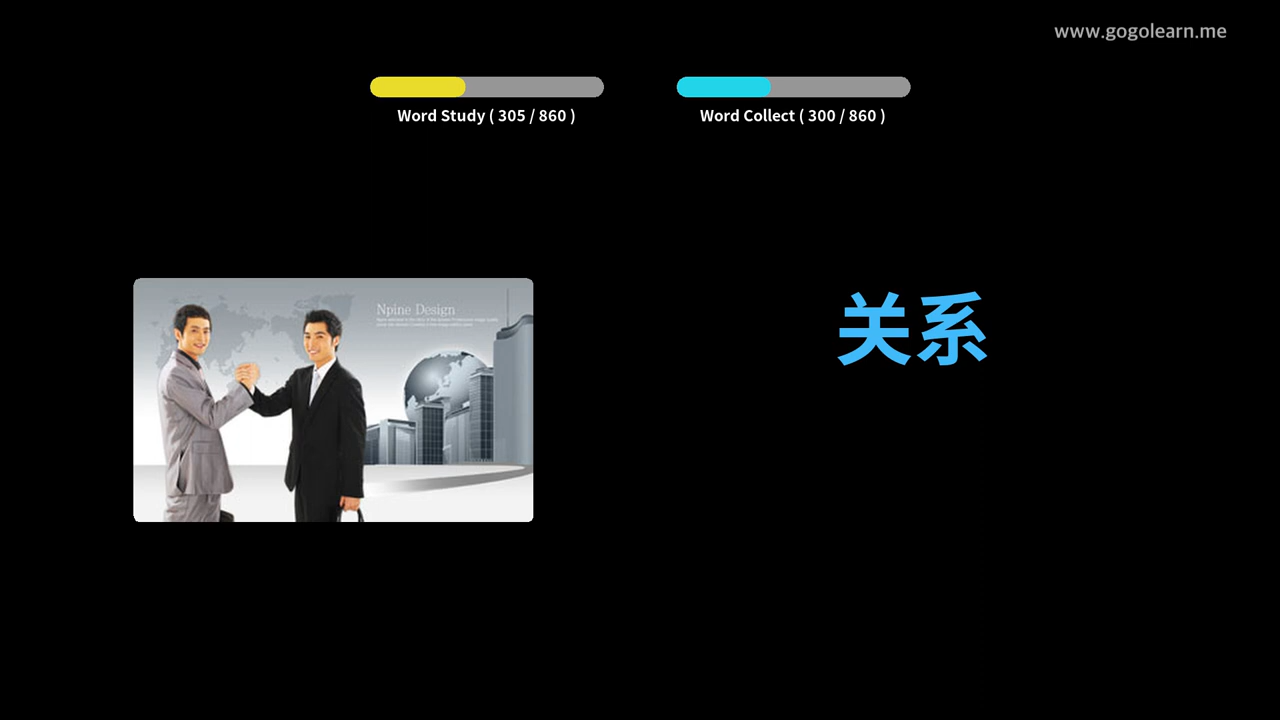 www.gogolearn.me
Word Study ( 305 / 860 )
Word Collect ( 300 / 860 )
Npine Design
关系